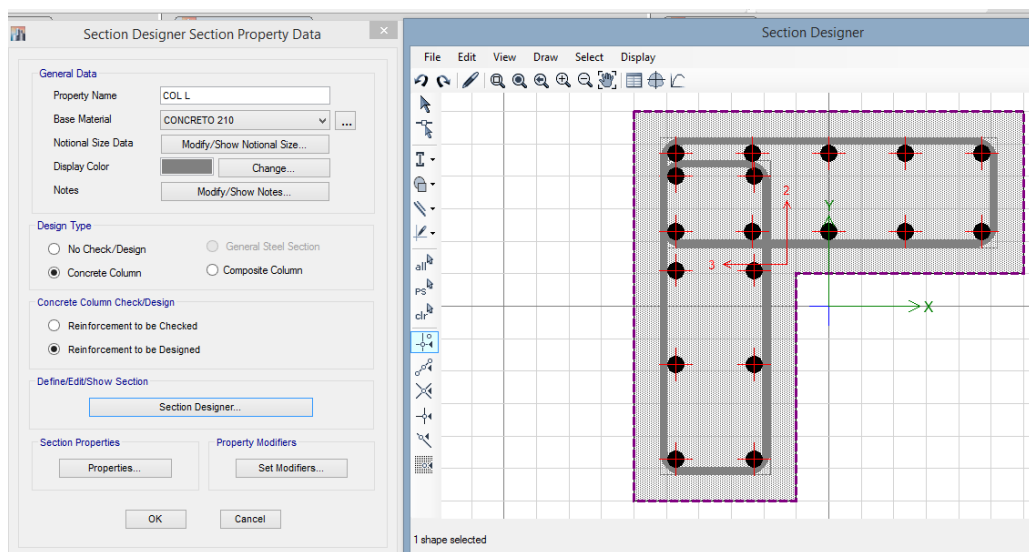 Section Designer Section Property Data
General Data
Property Name
COL L
Base Material
CONCRETO 210
...
Notional Size Data
Modify/Show Notional Size...
Display Color
Change...
Notes
Modify/Show Notes...
Design Type
No Check/Design
General Steel Section
Concrete Column
Composite Column
Concrete Column Check/Design
Reinforcement to be Checked
Reinforcement to be Designed
Define/Edit/Show Section
Section Designer...
Section Properties
Property Modifiers
Properties...
Set Modifiers...
OK
Cancel
Section Designer
File Edit View Draw Select Display
all
PS
clr
2
Y
3
X
1 shape selected